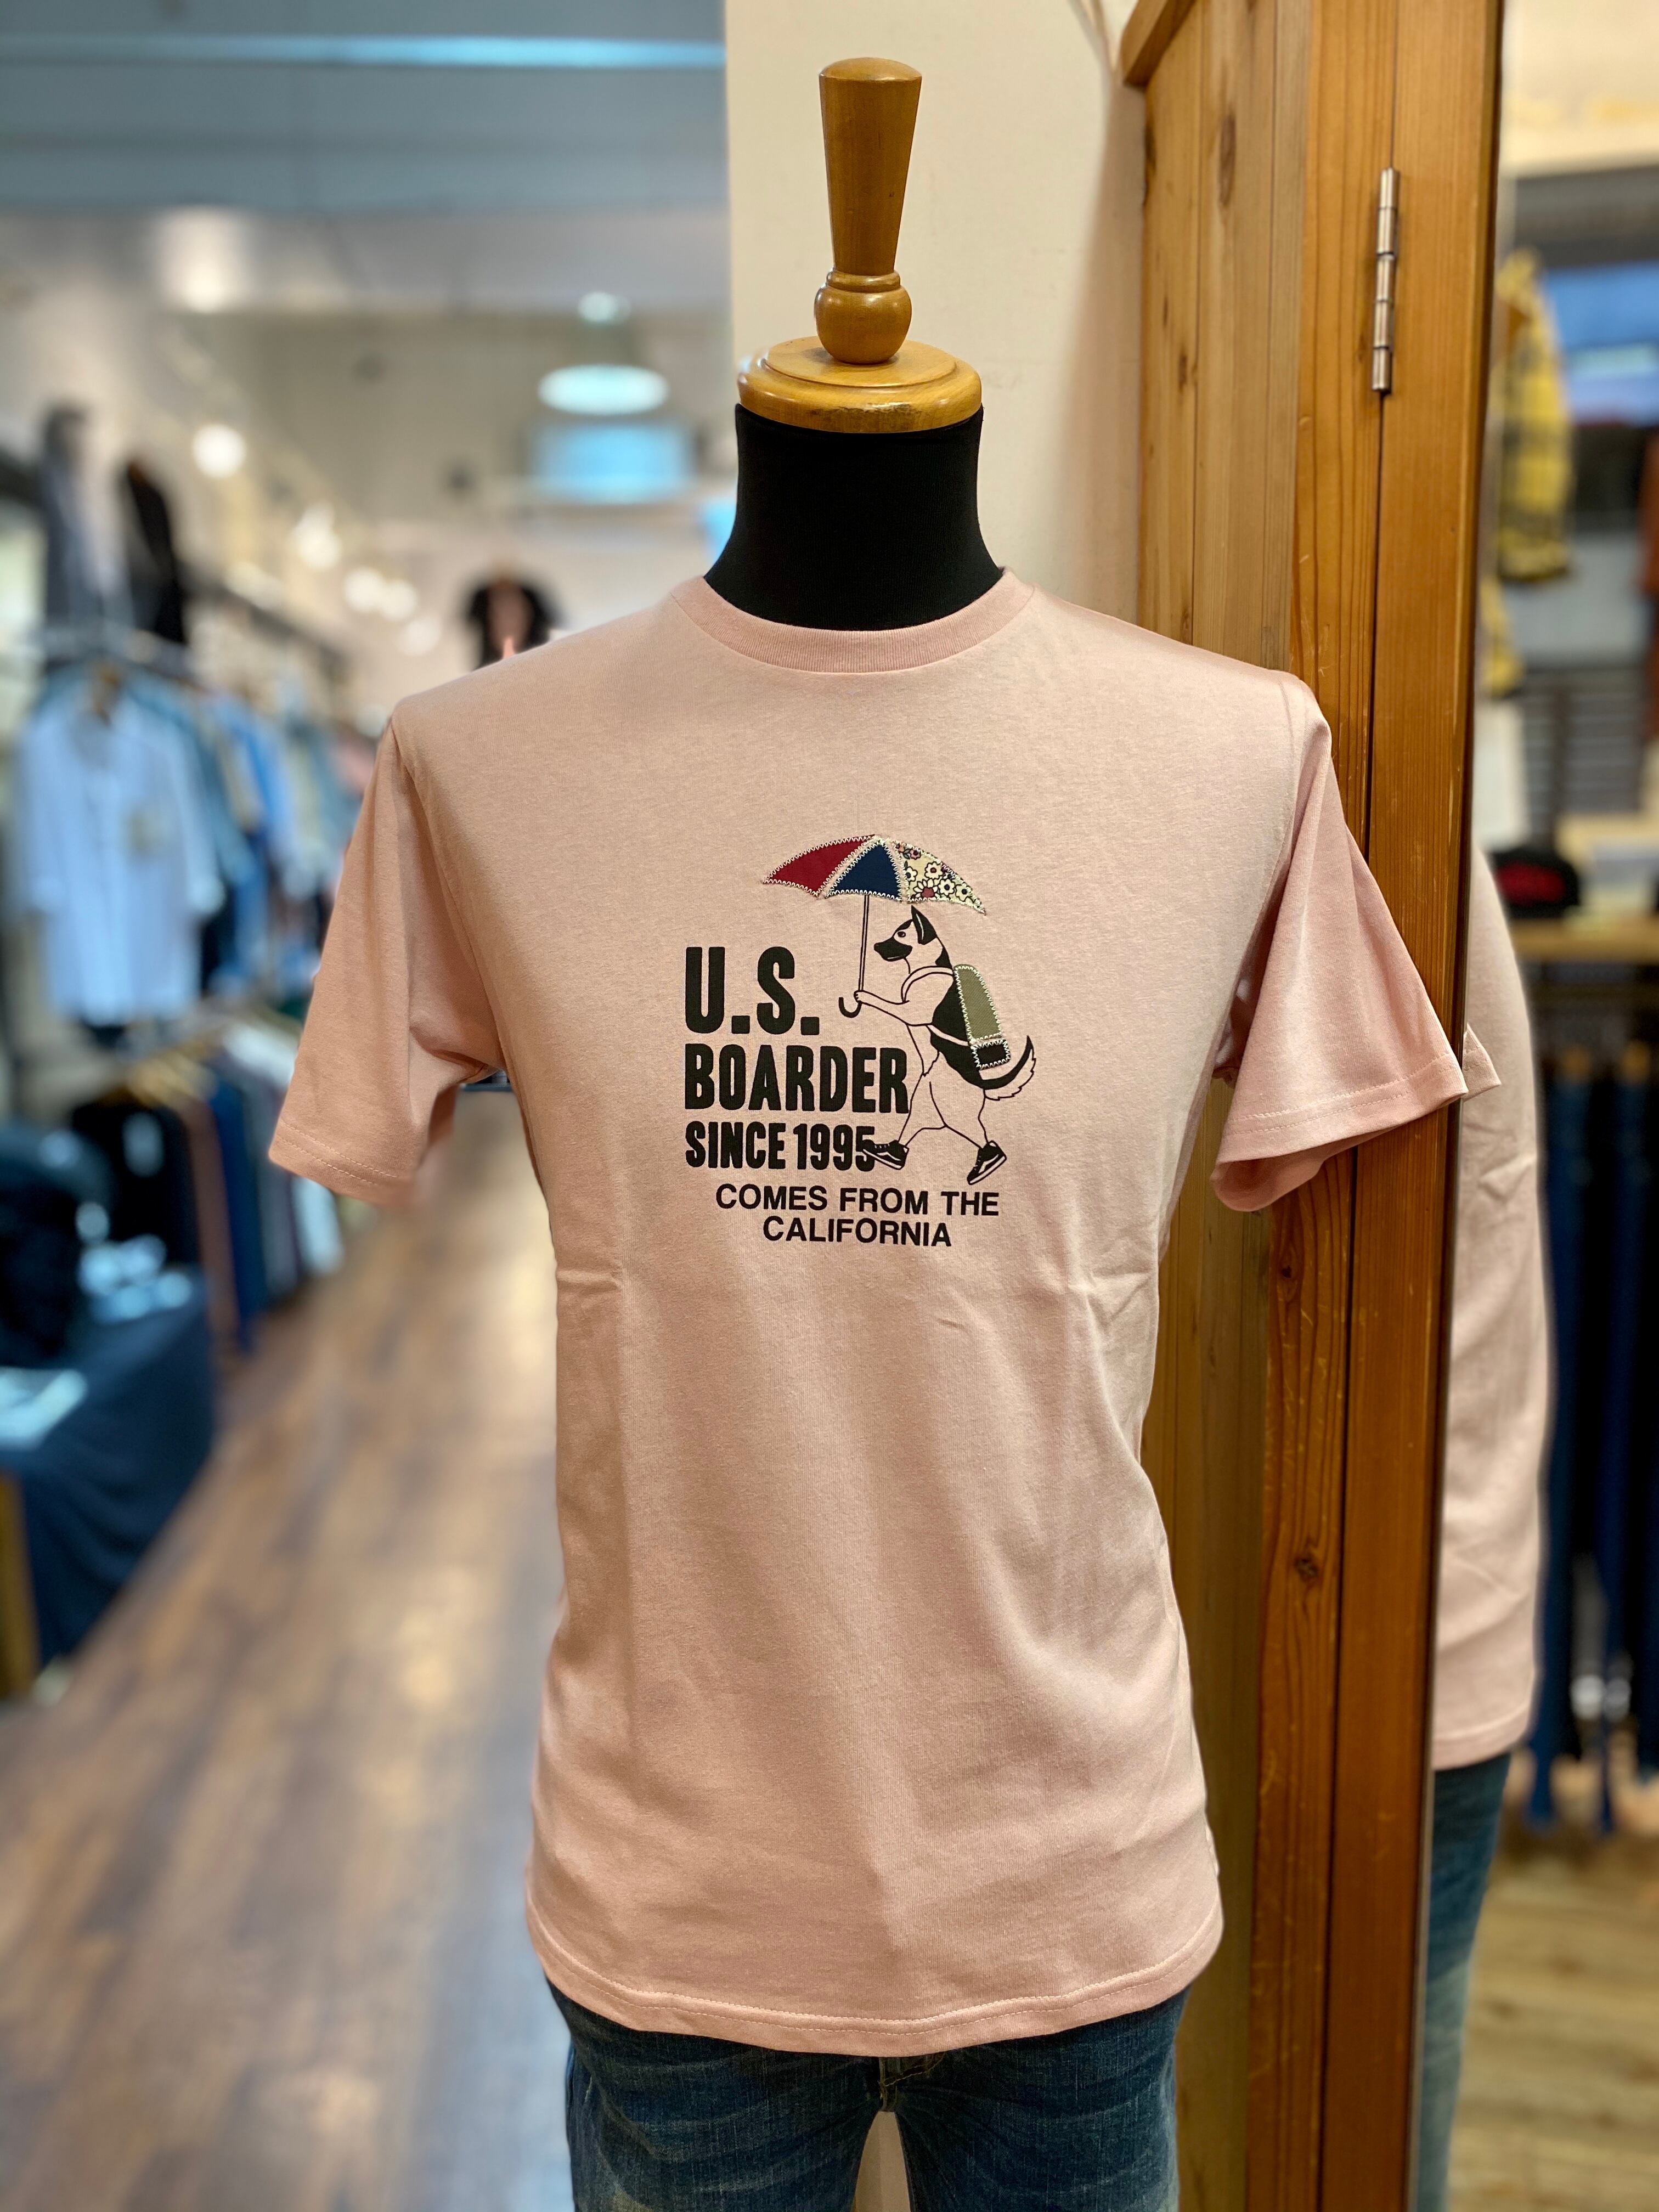 U.S.
BOARDER
SINCE 1995
COMES FROM THE
CALIFORNIA